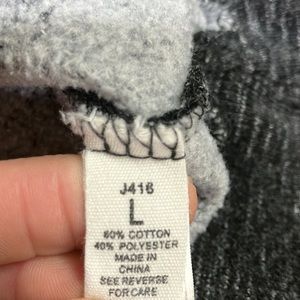 J416
L
60% COTTON
40% POLYESTER
MADE IN
CHINA
SEE REVERSE
FOR CARE